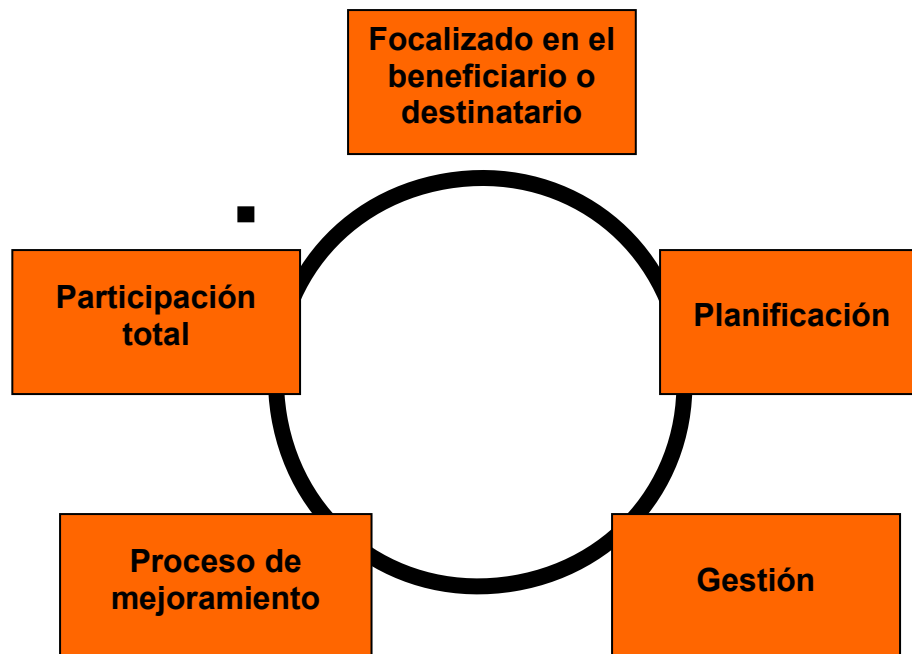 Focalizado en el
beneficiario o
destinatario
Participación
total
Planificación
Proceso de
mejoramiento
Gestión